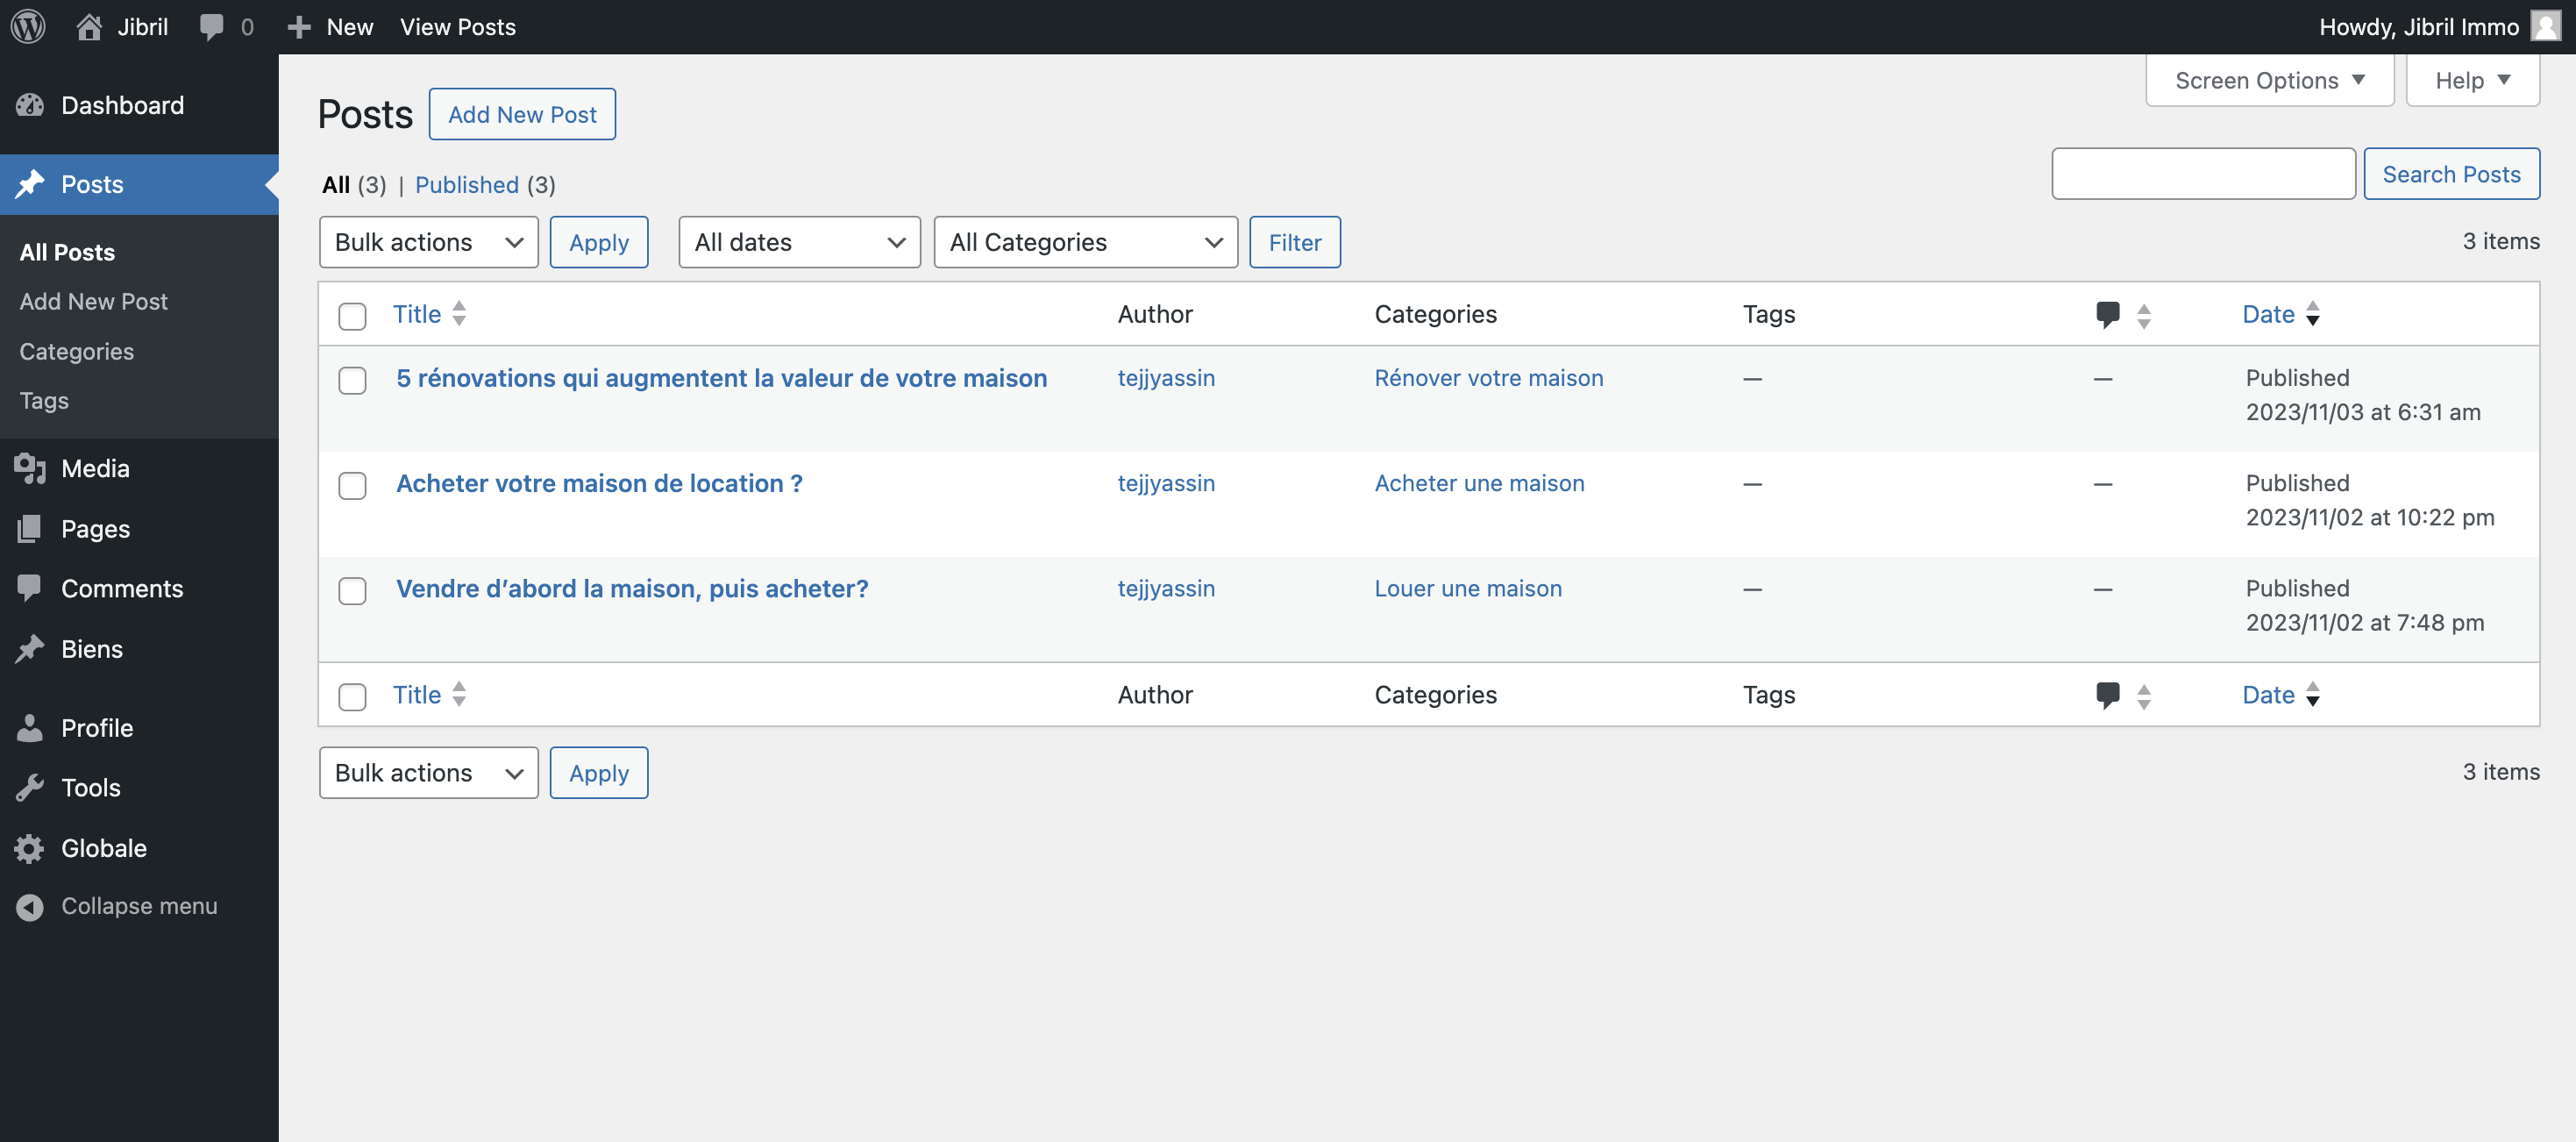 Jibril 0 New View Posts Howdy, Jibril Immo
Dashboard
Posts
All Posts
Add New Post
Categories
Tags
Media
Pages
Comments
Biens
Profile
Tools
Globale
Collapse menu
Screen Options Help
Posts Add New Post
All (3) | Published (3)
Search Posts
Bulk actions Apply All dates All Categories Filter 3 items
Title Author Categories Tags Date
5 rénovations qui augmentent la valeur de votre maison tejjyassin Rénover votre maison — — Published
2023/11/03 at 6:31 am
Acheter votre maison de location ? tejjyassin Acheter une maison — — Published
2023/11/02 at 10:22 pm
Vendre d’abord la maison, puis acheter? tejjyassin Louer une maison — — Published
2023/11/02 at 7:48 pm
Title Author Categories Tags Date
Bulk actions Apply 3 items